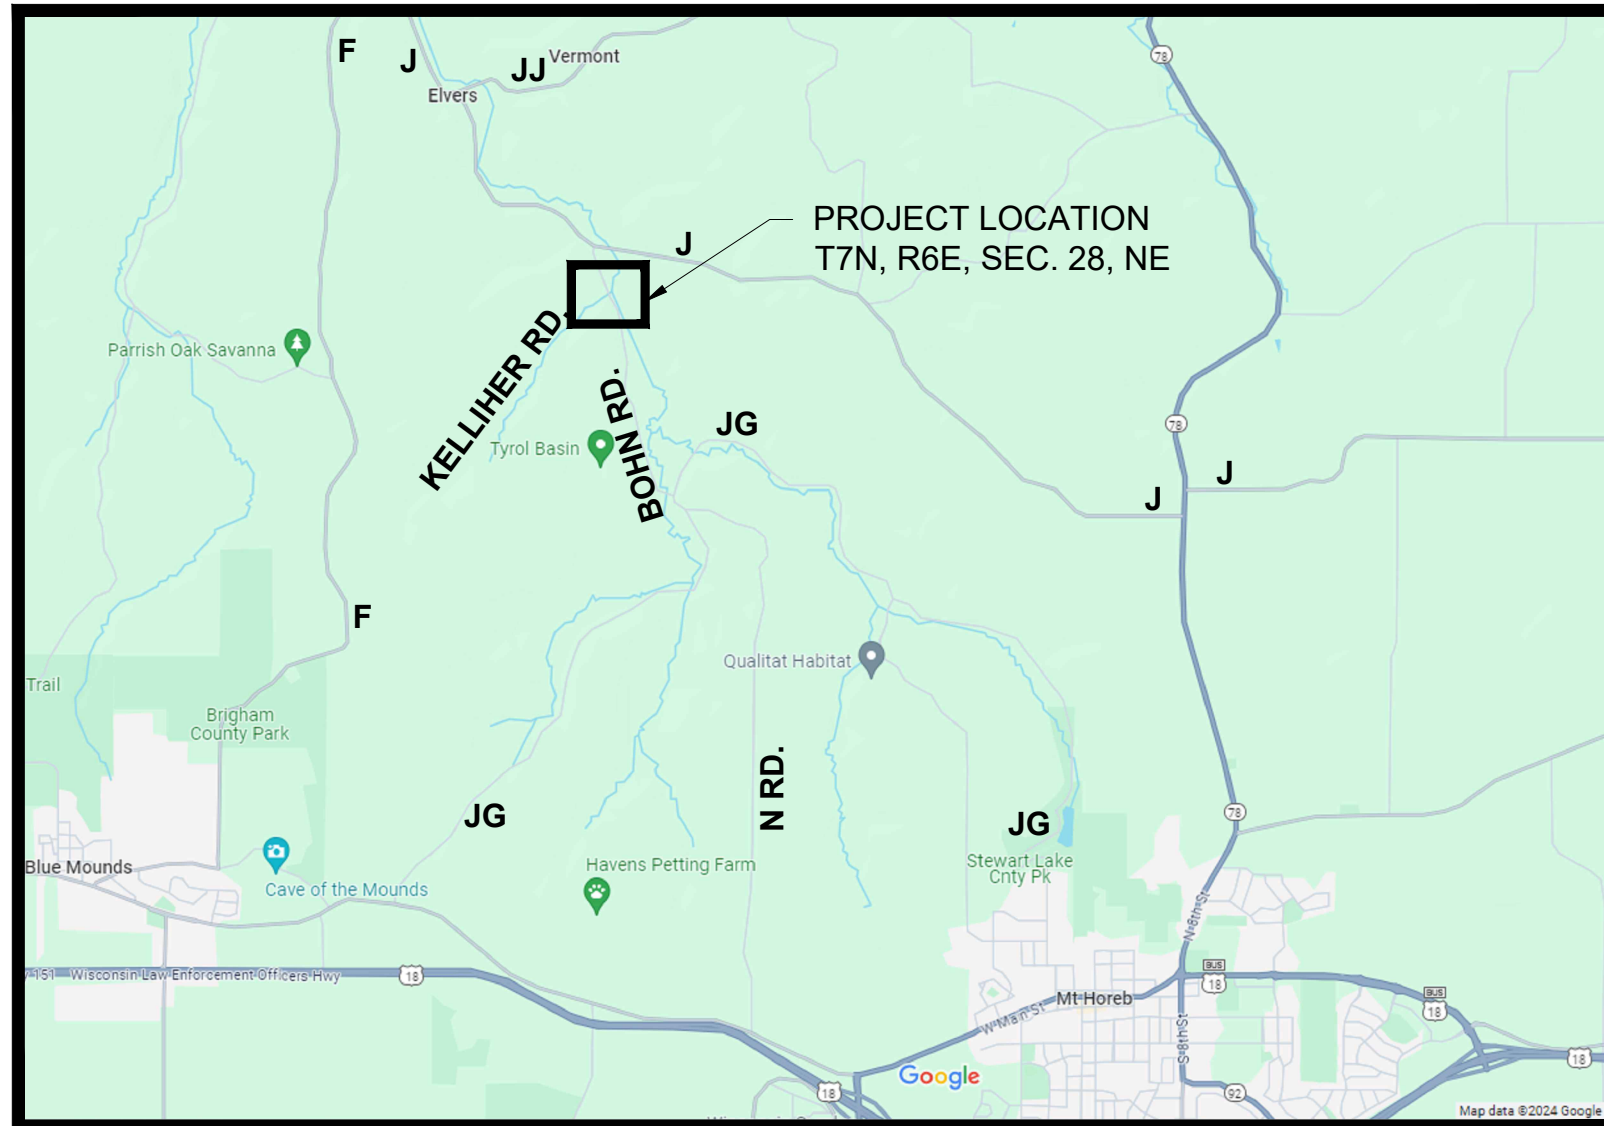 F
J
JJ
Vermont
78
Elvers
PROJECT LOCATION
T7N, R6E, SEC. 28, NE
J
KELLIHER RD.
Parrish Oak Savanna
BOHN RD.
JG
78
Tyrol Basin
J
J
F
Qualitat Habitat
Trail
Brigham
County Park
N RD.
JG
JG
78
Blue Mounds
Cave of the Mounds
Havens Petting Farm
Stewart Lake
Cnty Pk
N 8th St
151
Wisconsin Law Enforcement Officers Hwy
18
BUS
18
BUS
18
Mt Horeb
W Main St
S 8th St
Google
18
18
92
Map data ©2024 Google